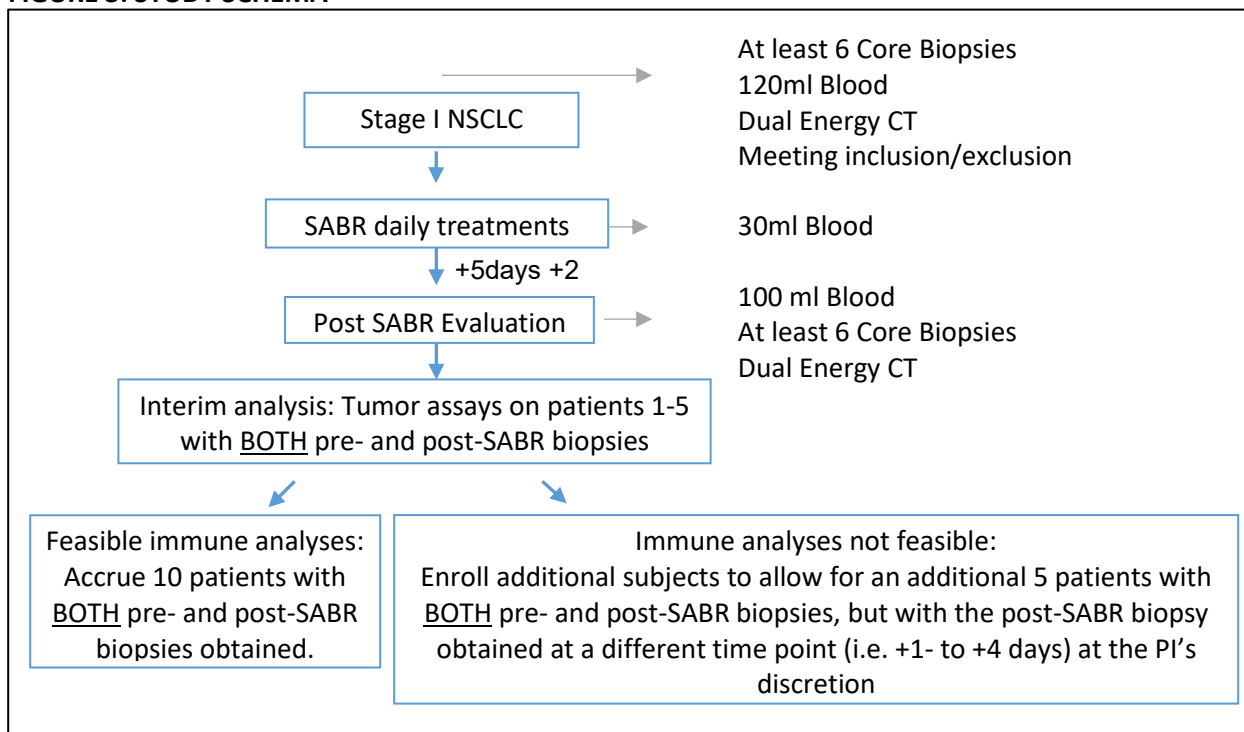 STUDY SCHEMA
At least 6 Core Biopsies
120ml Blood
Dual Energy CT
Meeting inclusion/exclusion
Stage I NSCLC
SABR daily treatments
30ml Blood
+5days +2
Post SABR Evaluation
100 ml Blood
At least 6 Core Biopsies
Dual Energy CT
Interim analysis: Tumor assays on patients 1-5
with BOTH pre- and post-SABR biopsies
Feasible immune analyses:
Accrue 10 patients with
BOTH pre- and post-SABR
biopsies obtained.
Immune analyses not feasible:
Enroll additional subjects to allow for an additional 5 patients with
BOTH pre- and post-SABR biopsies, but with the post-SABR biopsy
obtained at a different time point (i.e. +1- to +4 days) at the PI’s
discretion